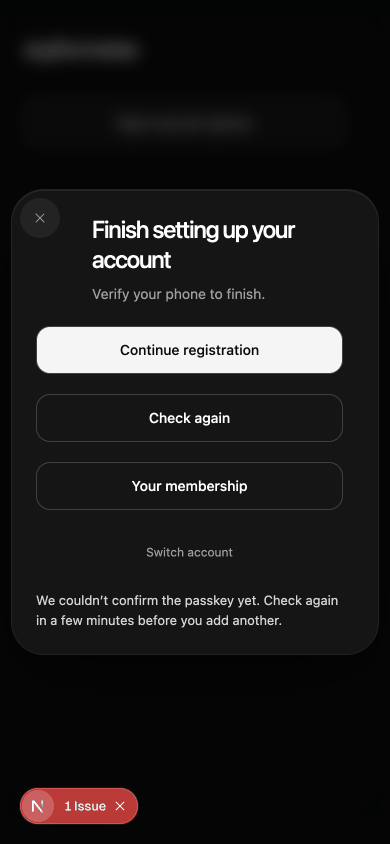 Finish setting up your
account
Verify your phone to finish.
Continue registration
Check again
Your membership
Switch account
We couldn’t confirm the passkey yet. Check again
in a few minutes before you add another.
N 1 Issue